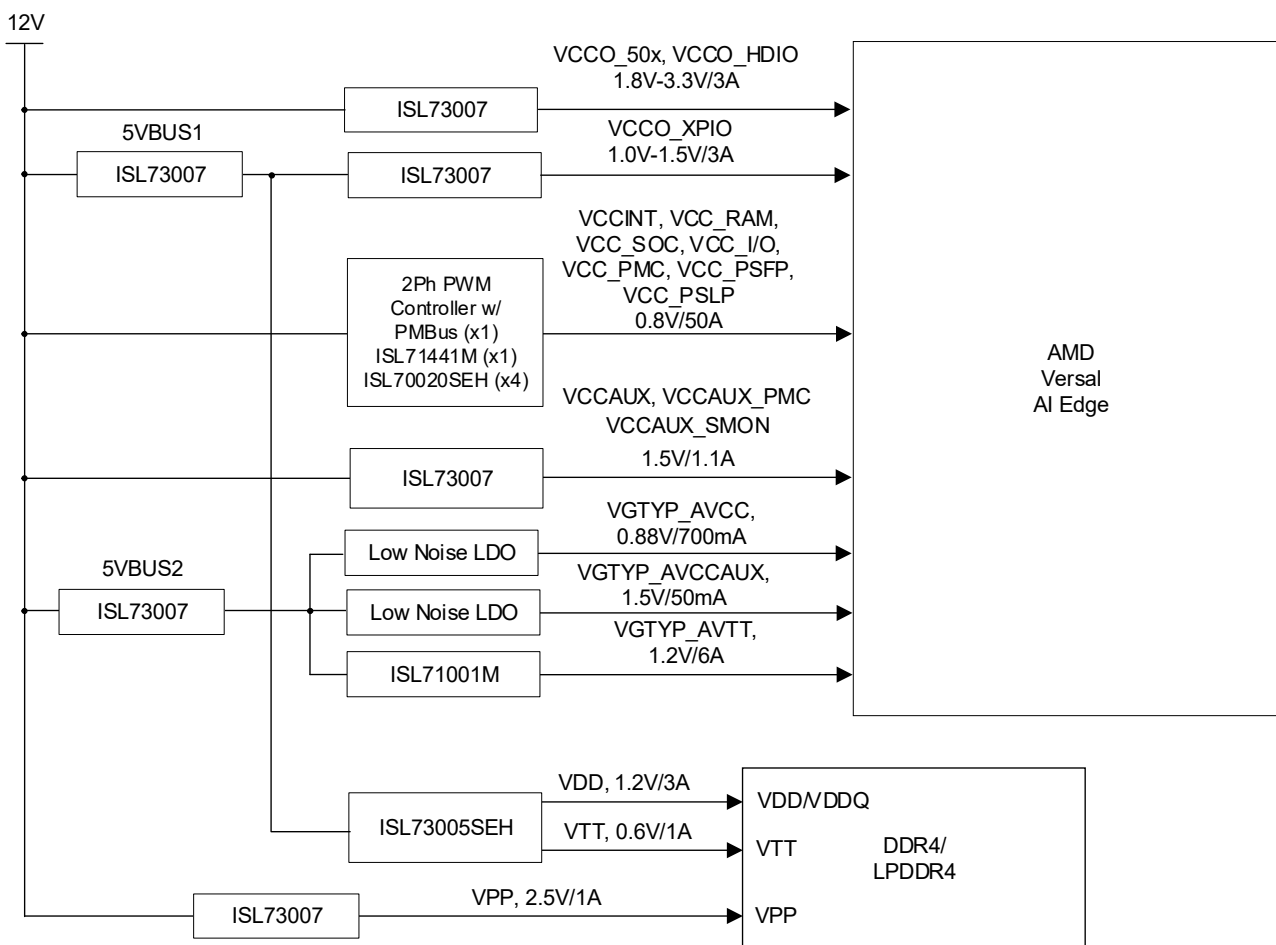 12V
VCCO_50x, VCCO_HDIO
1.8V-3.3V/3A
ISL73007
5VBUS1
ISL73007
VCCO_XPIO
1.0V-1.5V/3A
ISL73007
VCCINT, VCC_RAM,
VCC_SOC, VCC_I/O,
VCC_PMC, VCC_PSFP,
VCC_PSLP
0.8V/50A
2Ph PWM
Controller w/
PMBus (x1)
ISL71441M (x1)
ISL70020SEH (x4)
AMD
Versal
AI Edge
VCCAUX, VCCAUX_PMC
VCCAUX_SMON
1.5V/1.1A
ISL73007
VGTYP_AVCC,
0.88V/700mA
Low Noise LDO
5VBUS2
ISL73007
VGTYP_AVCCAUX,
1.5V/50mA
Low Noise LDO
VGTYP_AVTT,
1.2V/6A
ISL71001M
VDD, 1.2V/3A
VDD/VDDQ
ISL73005SEH
VTT, 0.6V/1A
VTT
DDR4/
LPDDR4
VPP, 2.5V/1A
ISL73007
VPP